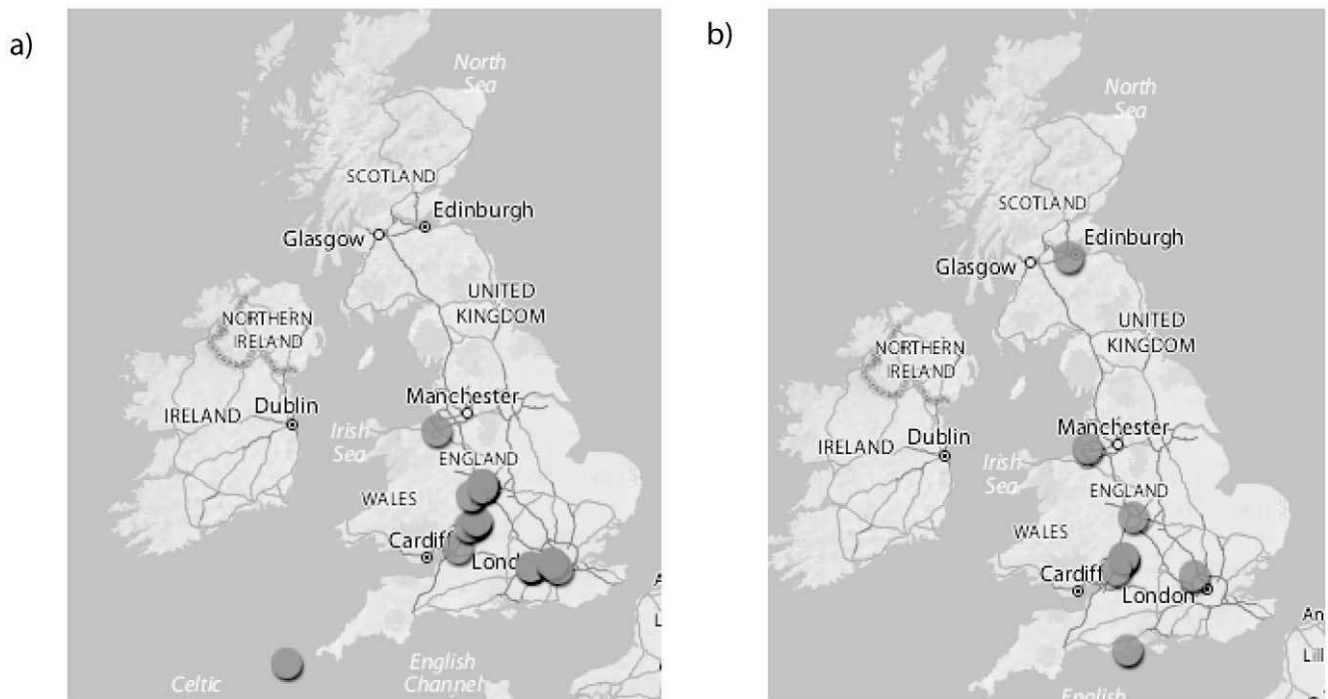 a)
North
Sea
SCOTLAND
Edinburgh
Glasgow
UNITED
KINGDOM
NORTHERN
IRELAND
Manchester
IRELAND
Dublin
Irish
Sea
ENGLAND
WALES
Cardiff
Lond
A
L
English
Channel
Celtic
b)
North
Sea
SCOTLAND
Edinburgh
Glasgow
UNITED
KINGDOM
NORTHERN
IRELAND
Manchester
IRELAND
Dublin
Irish
Sea
ENGLAND
WALES
Cardiff
London
An
Lill
English